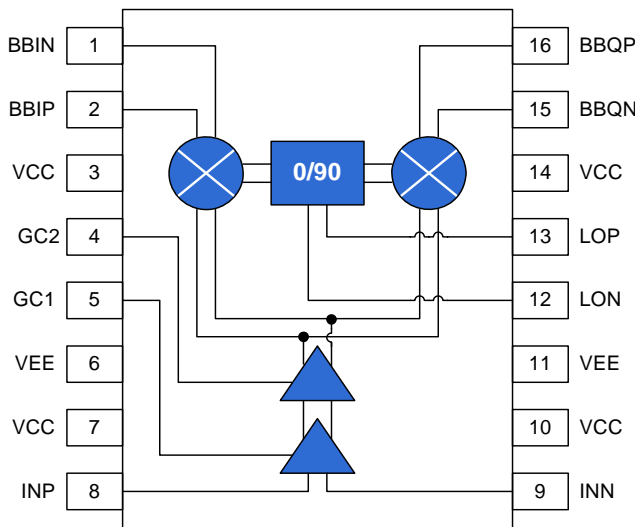 BBIN 1 16 BBQP
BBIP 2 15 BBQN
VCC 3 0/90 14 VCC
GC2 4 13 LOP
GC1 5 12 LON
VEE 6 11 VEE
VCC 7 10 VCC
INP 8 9 INN